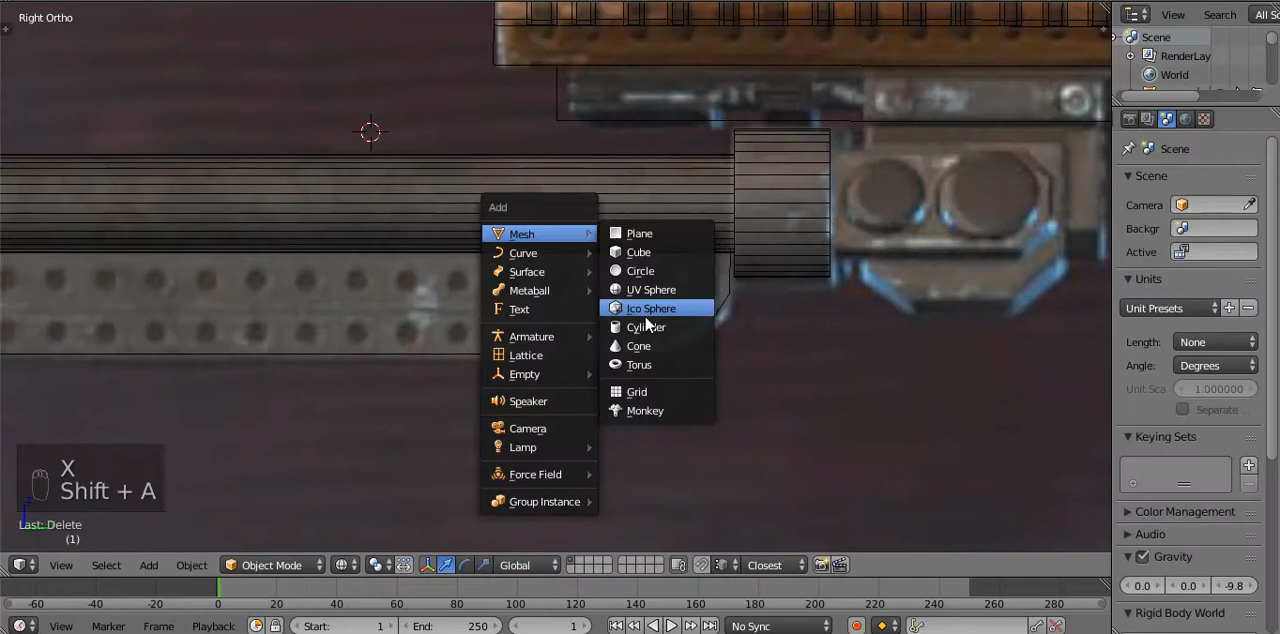 Right Ortho
View Search All Sc
Scene
RenderLay
World
Scene
Scene
Camera
Backgr
Active
Units
Unit Presets
Length: None
Angle: Degrees
Unit Sca 1.000000
Separate ...
Keying Sets
Color Management
Audio
Gravity
0.0 0.0 -9.8
Rigid Body World
Add
Mesh
Curve
Surface
Metaball
Text
Armature
Lattice
Empty
Speaker
Camera
Lamp
Force Field
Group Instance
Plane
Cube
Circle
UV Sphere
Ico Sphere
Cylinder
Cone
Torus
Grid
Monkey
X
Shift + A
Last: Delete
(1)
View Select Add Object Object Mode Global Closest
-60 -40 -20 0 20 40 60 80 100 120 140 160 180 200 220 240 260 280
View Marker Frame Playback Start: 1 End: 250 1 No Sync